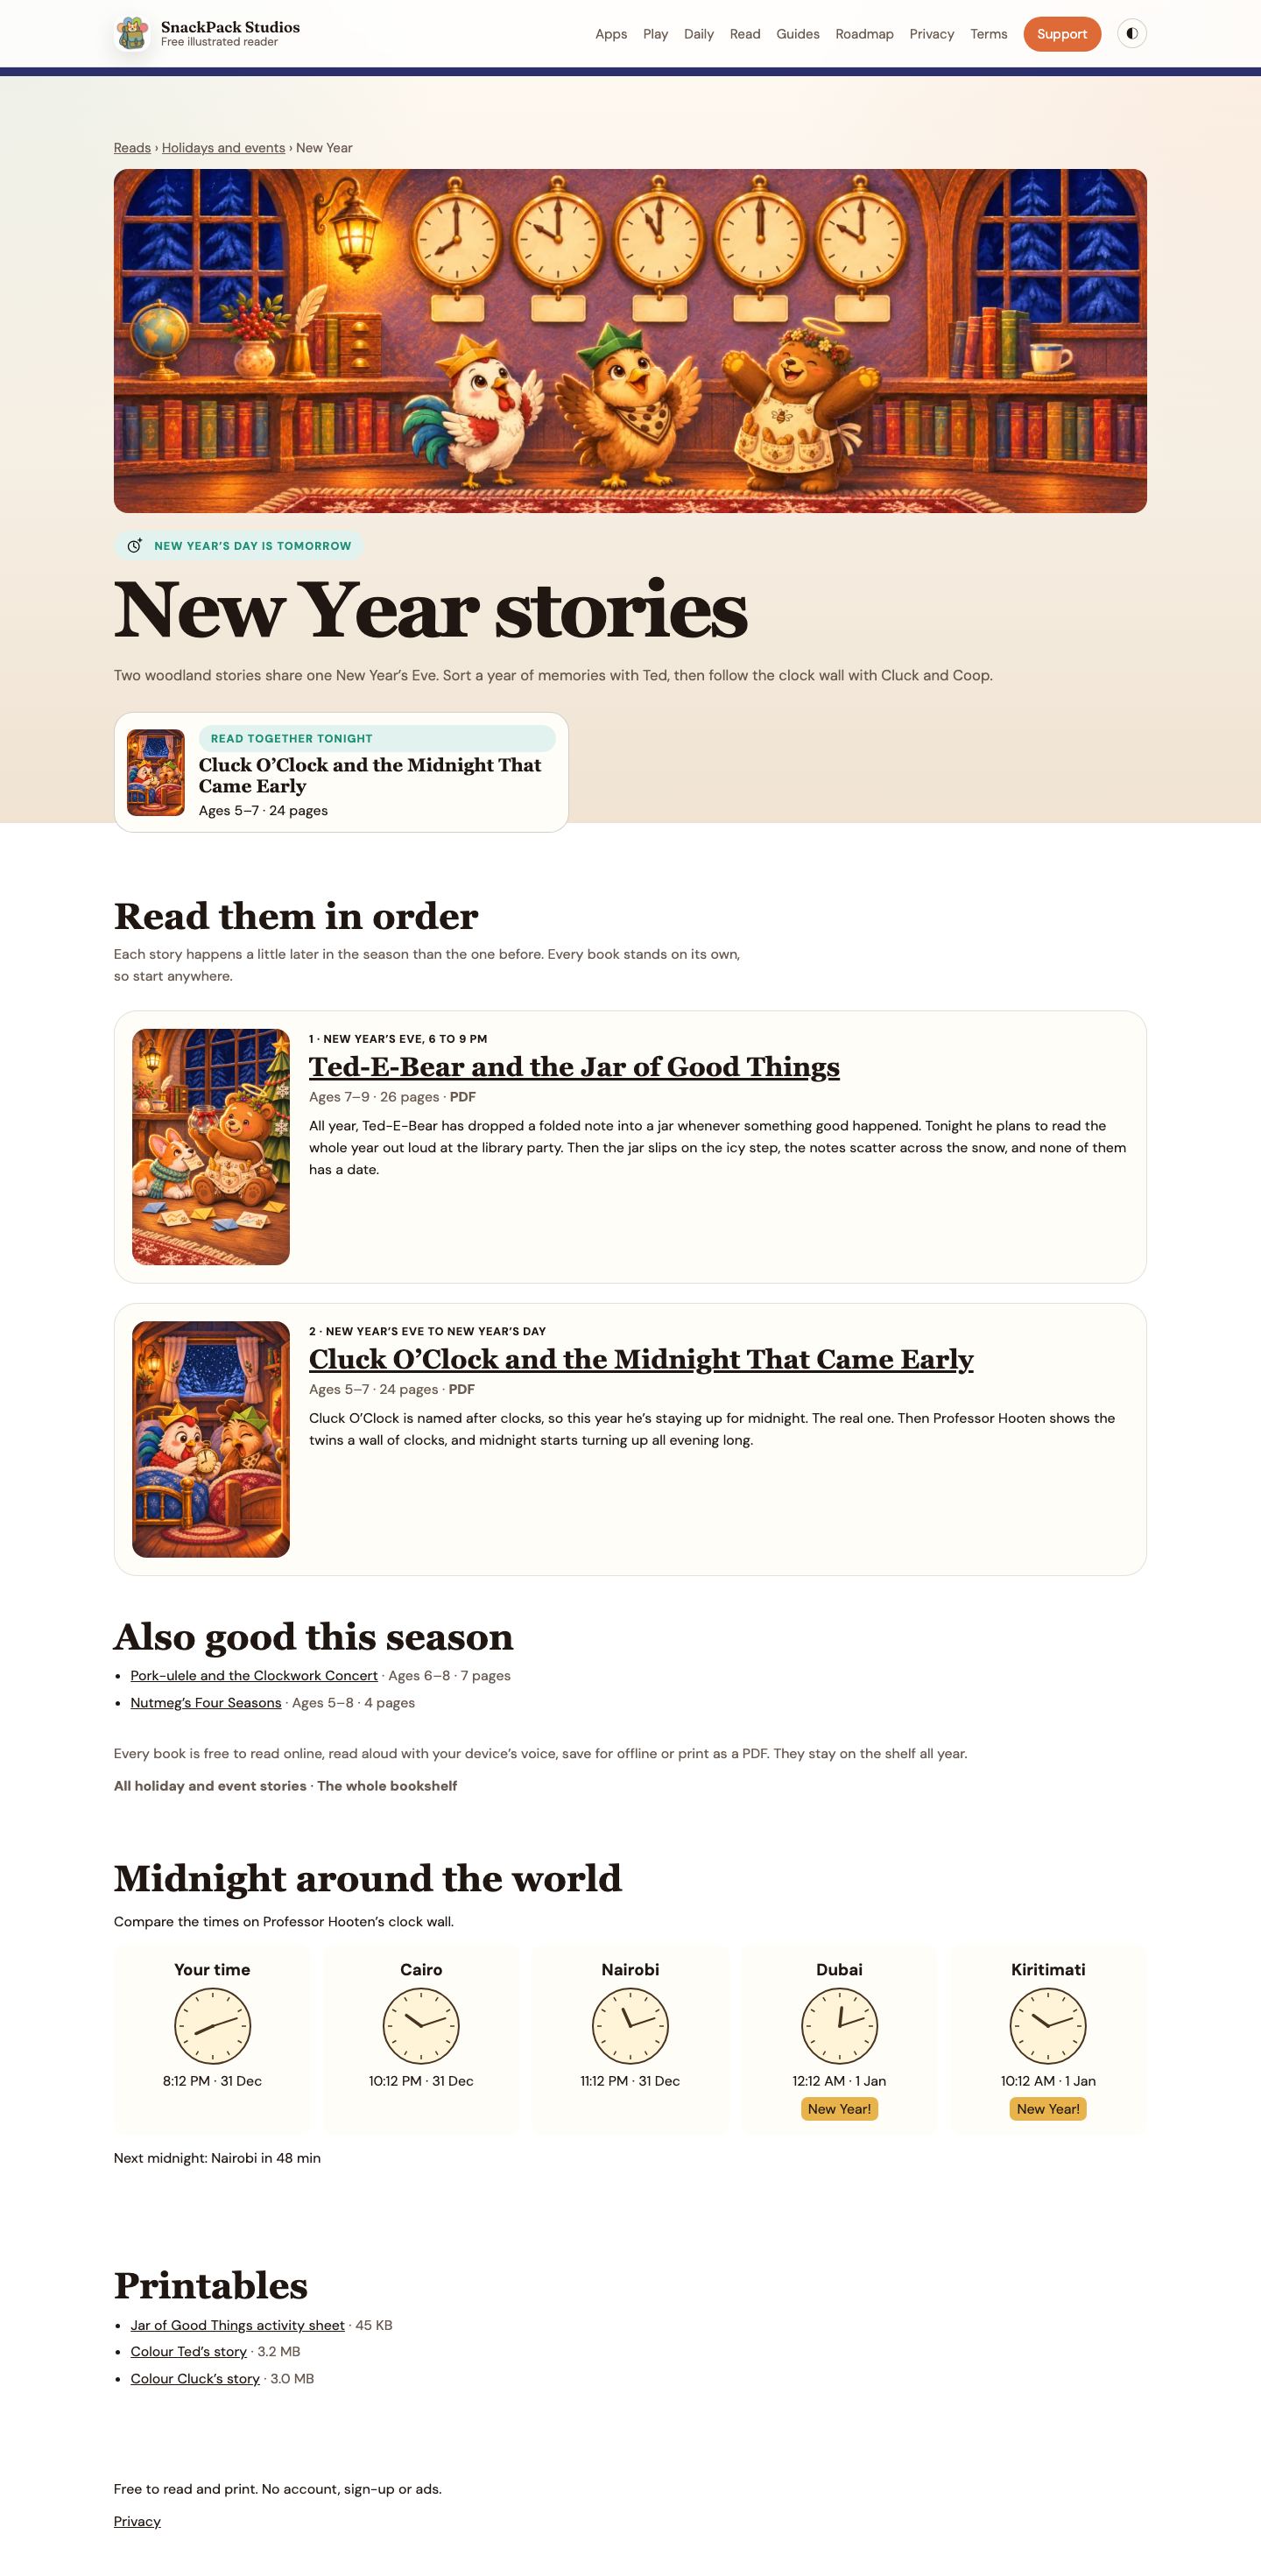 SnackPack Studios
Free illustrated reader
Apps Play Daily Read Guides Roadmap Privacy Terms Support
Reads › Holidays and events › New Year
NEW YEAR’S DAY IS TOMORROW
New Year stories
Two woodland stories share one New Year’s Eve. Sort a year of memories with Ted, then follow the clock wall with Cluck and Coop.
READ TOGETHER TONIGHT
Cluck O’Clock and the Midnight That
Came Early
Ages 5–7 · 24 pages
Read them in order
Each story happens a little later in the season than the one before. Every book stands on its own,
so start anywhere.
1 · NEW YEAR’S EVE, 6 TO 9 PM
Ted-E-Bear and the Jar of Good Things
Ages 7–9 · 26 pages · PDF
All year, Ted-E-Bear has dropped a folded note into a jar whenever something good happened. Tonight he plans to read the
whole year out loud at the library party. Then the jar slips on the icy step, the notes scatter across the snow, and none of them
has a date.
2 · NEW YEAR’S EVE TO NEW YEAR’S DAY
Cluck O’Clock and the Midnight That Came Early
Ages 5–7 · 24 pages · PDF
Cluck O’Clock is named after clocks, so this year he’s staying up for midnight. The real one. Then Professor Hooten shows the
twins a wall of clocks, and midnight starts turning up all evening long.
Also good this season
• Pork-ulele and the Clockwork Concert · Ages 6–8 · 7 pages
• Nutmeg’s Four Seasons · Ages 5–8 · 4 pages
Every book is free to read online, read aloud with your device’s voice, save for offline or print as a PDF. They stay on the shelf all year.
All holiday and event stories · The whole bookshelf
Midnight around the world
Compare the times on Professor Hooten’s clock wall.
Your time
8:12 PM · 31 Dec
Cairo
10:12 PM · 31 Dec
Nairobi
11:12 PM · 31 Dec
Dubai
12:12 AM · 1 Jan
New Year!
Kiritimati
10:12 AM · 1 Jan
New Year!
Next midnight: Nairobi in 48 min
Printables
• Jar of Good Things activity sheet · 45 KB
• Colour Ted’s story · 3.2 MB
• Colour Cluck’s story · 3.0 MB
Free to read and print. No account, sign-up or ads.
Privacy